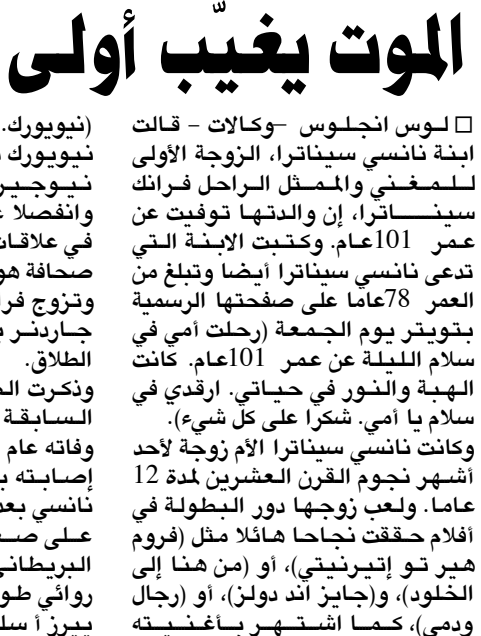 الموت يغيّب أولى
□ لوس انجلوس –وكالات – قالت
ابنة نانسي سيناترا، الزوجة الأولى
للمغني والممثل الراحل فرانك
سيناترا، إن والدتها توفيت عن
عمر 101عام. وكتبت الابنة التي
تدعى نانسي سيناترا أيضا وتبلغ من
العمر 78عاما على صفحتها الرسمية
بتويتر يوم الجمعة (رحلت أمي في
سلام الليلة عن عمر 101عام. كانت
الهبة والنور في حياتي. ارقدي في
سلام يا أمي. شكرا على كل شيء).
وكانت نانسي سيناترا الأم زوجة لأحد
أشهر نجوم القرن العشرين لمدة 12
عاما. ولعب زوجها دور البطولة في
أفلام حققت نجاحا هائلا مثل (فروم
هير تو إتيرنيتي)، أو (من هنا إلى
الخلود)، و(جايز اند دولز)، أو (رجال
ودمى)، كما اشتهر بأغنيته
(نيويورك.
نيويورك
نيوجير
وانفصلا
في علاقات
صحافة هو
وتزوج فرا
جاردنر
الطلاق.
وذكرت الم
السابقة
وفاته عام
إصابته ب
نانسي بعد
على صف
البريطاني
روائي طو
بيرز أ سل